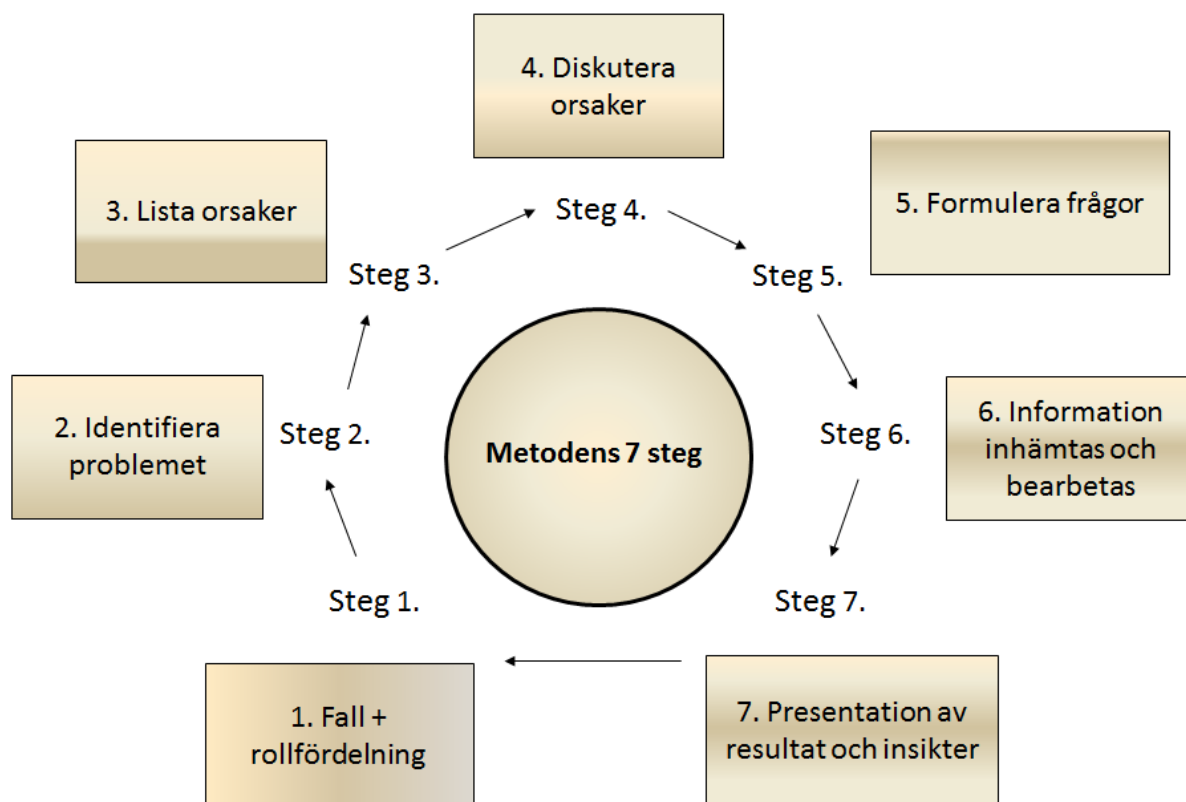 4. Diskutera
orsaker
3. Lista orsaker
5. Formulera frågor
Steg 4.
Steg 3.
Steg 5.
2. Identifiera
problemet
Steg 2.
Metodens 7 steg
Steg 6.
6. Information
inhämtas och
bearbetas
Steg 1.
Steg 7.
1. Fall +
rollfördelning
7. Presentation av
resultat och insikter